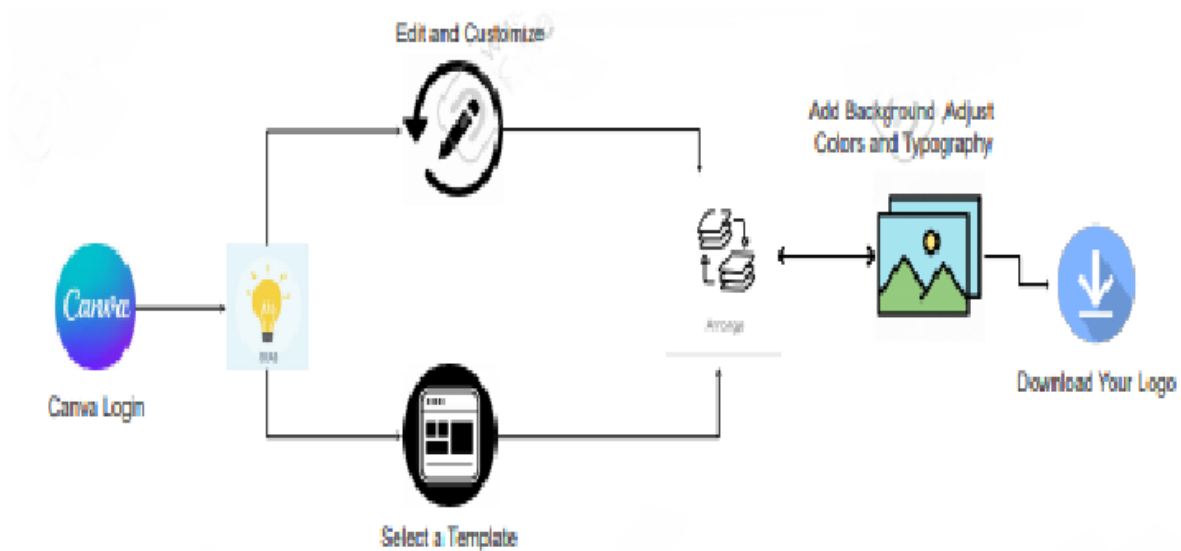 Edit and Customize
Add Background ,Adjust
Colors and Typography
Canva
Canva Login
Arrange
Download Your Logo
Select a Template